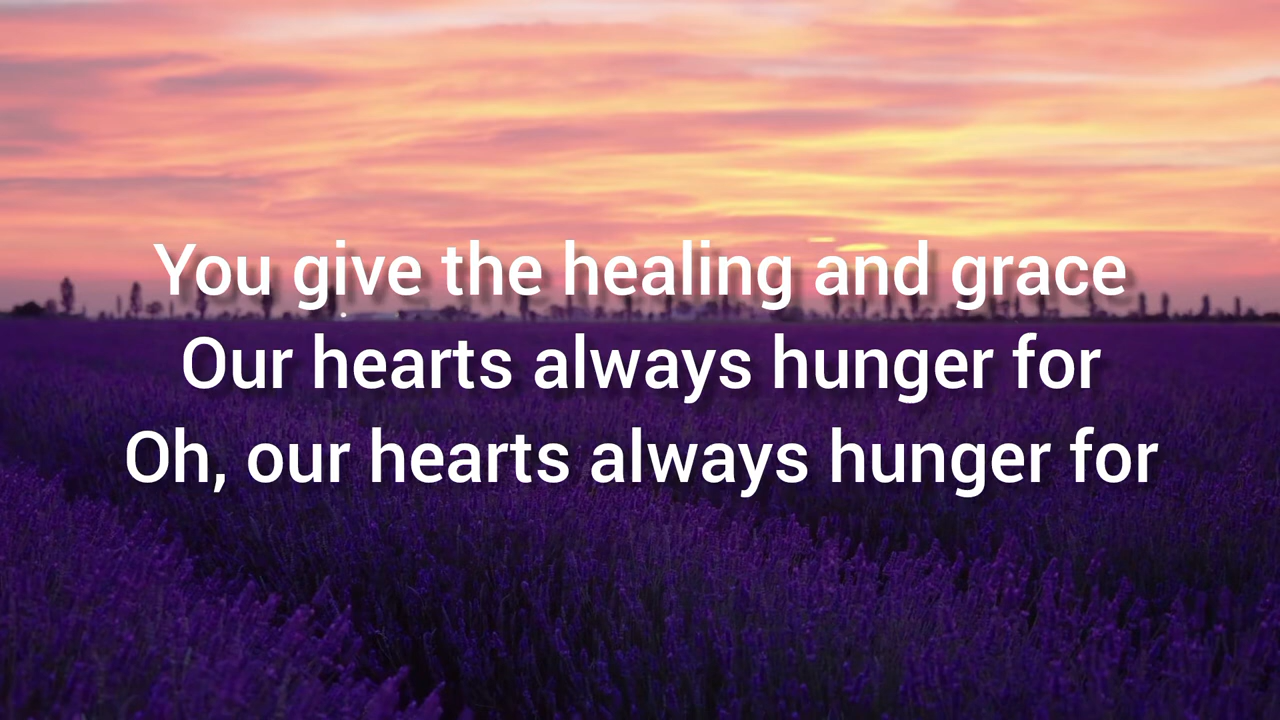 You give the healing and grace
Our hearts always hunger for
Oh, our hearts always hunger for